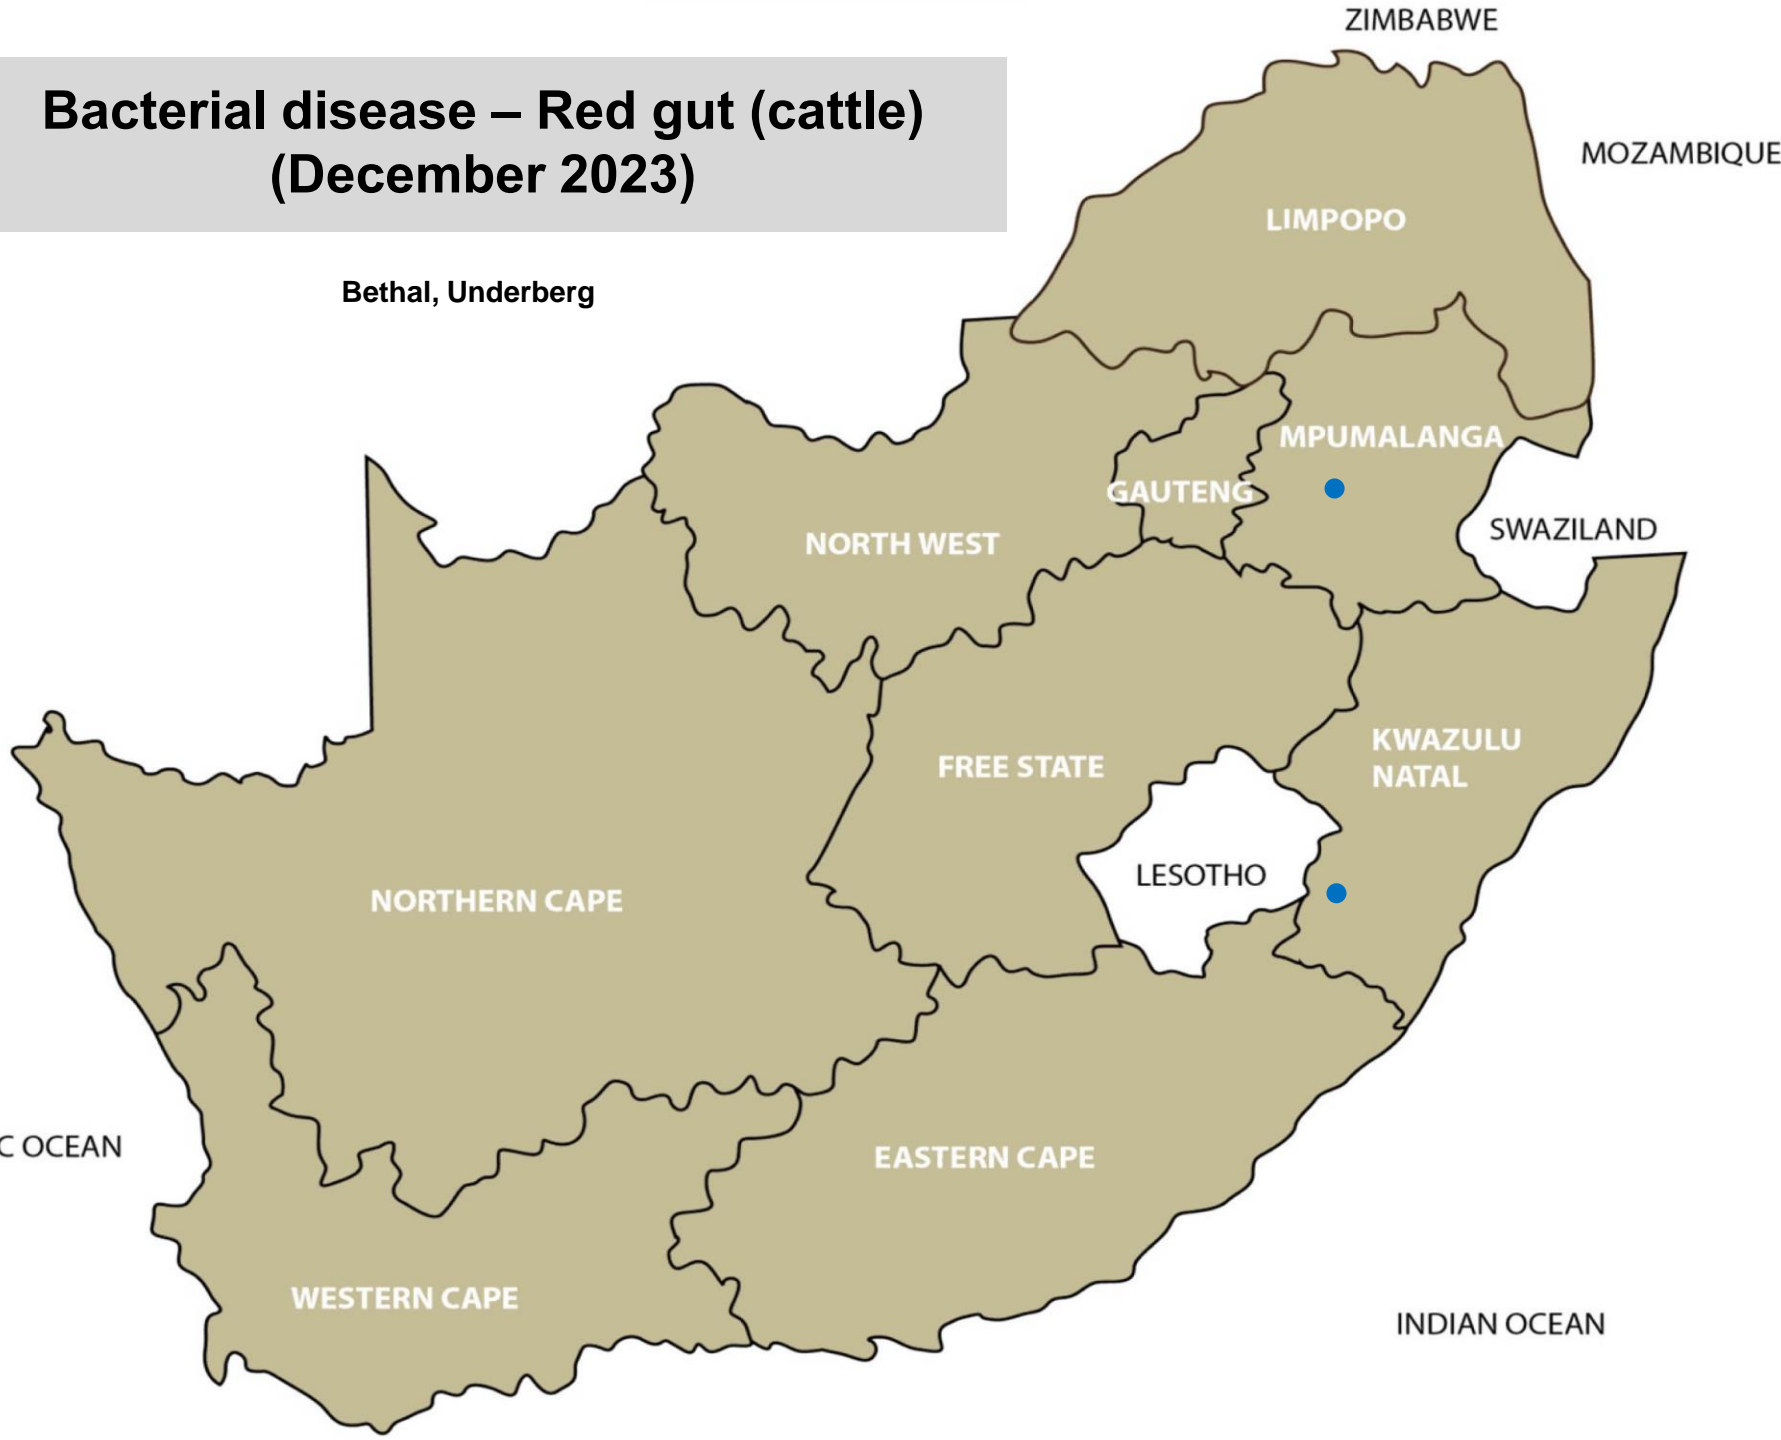 ZIMBABWE
Bacterial disease – Red gut (cattle)
(December 2023)
MOZAMBIQUE
LIMPOPO
Bethal, Underberg
MPUMALANGA
GAUTENG
SWAZILAND
NORTH WEST
KWAZULU
NATAL
FREE STATE
LESOTHO
NORTHERN CAPE
C OCEAN
EASTERN CAPE
WESTERN CAPE
INDIAN OCEAN